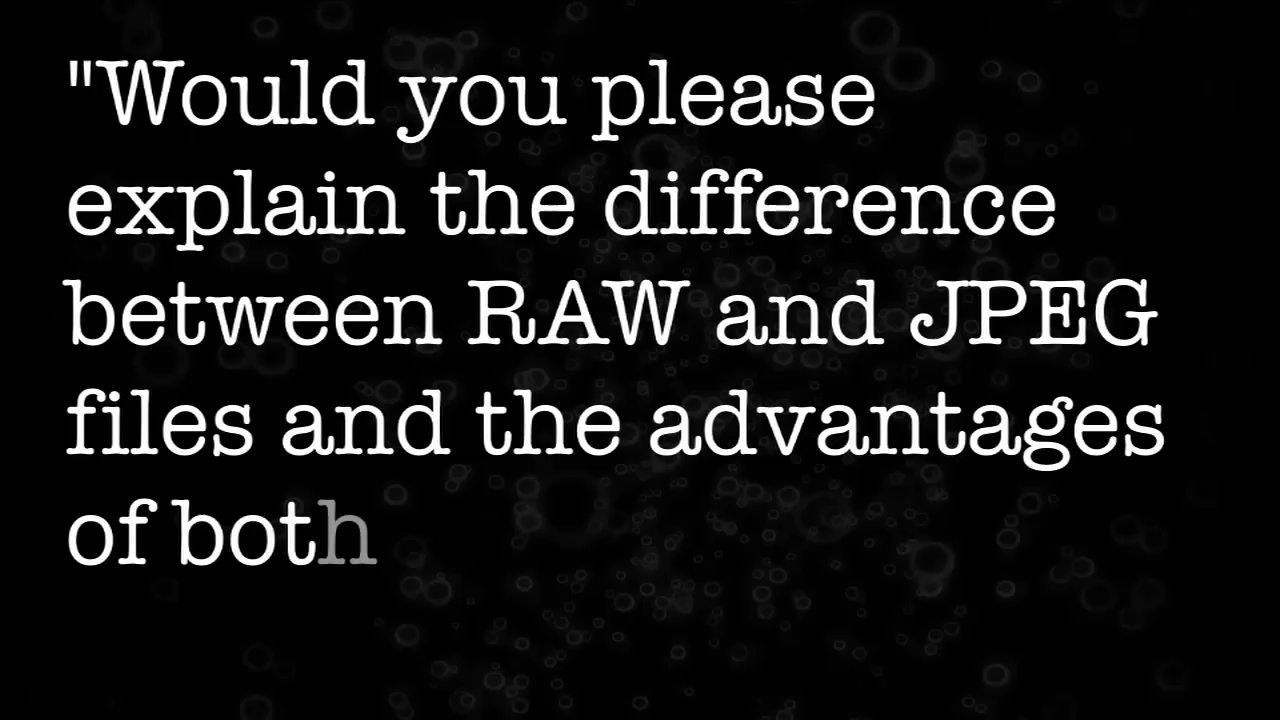 "Would you please
explain the difference
between RAW and JPEG
files and the advantages
of both